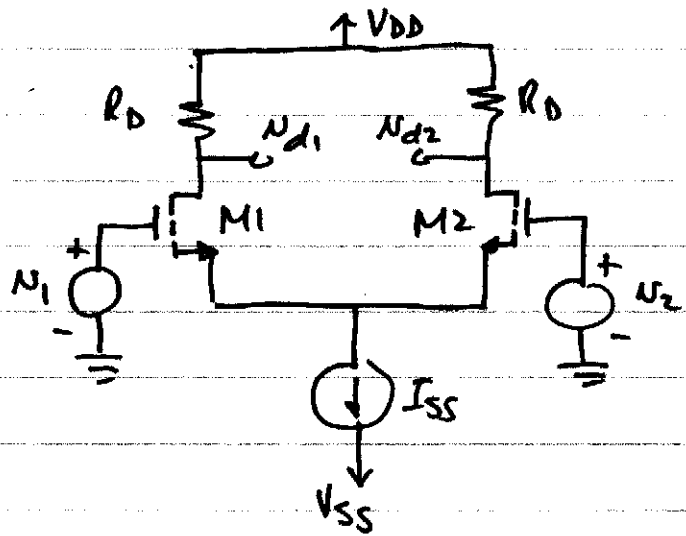 VDD
RD
RD
vd1
vd2
M1
M2
+
+
v1
v2
-
-
ISS
VSS